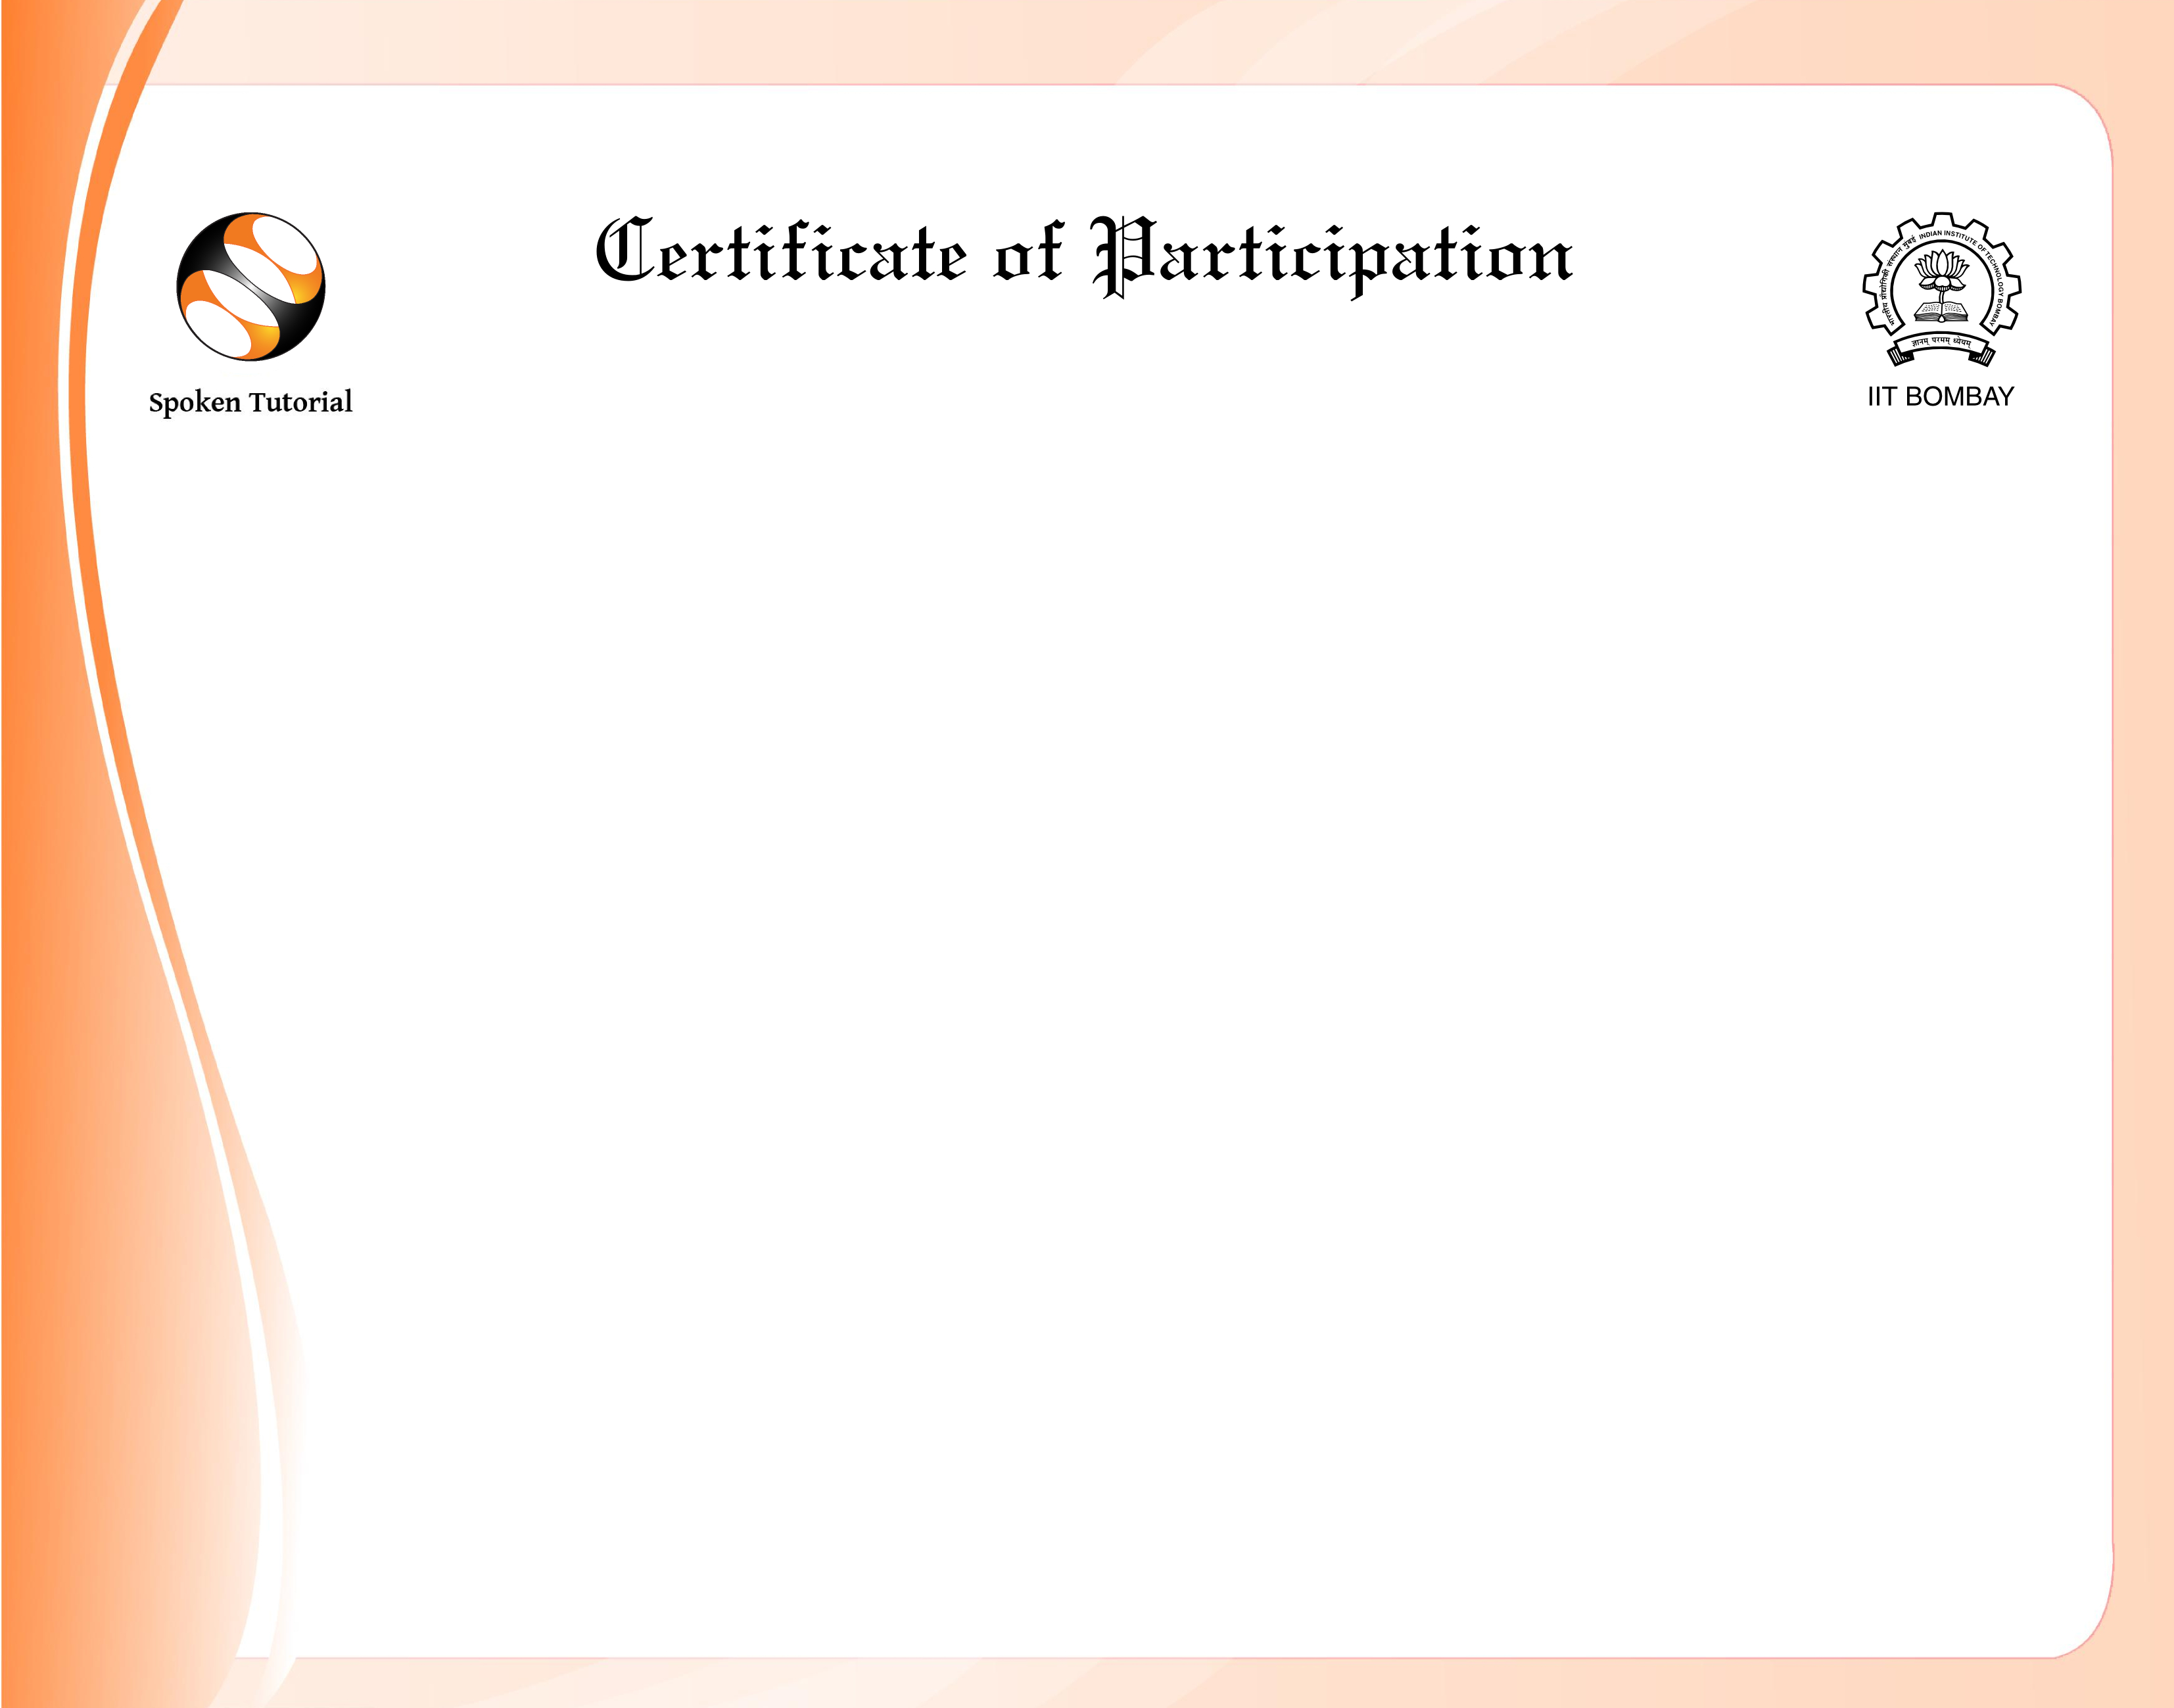 Certificate of Participation
भारतीय प्रौद्योगिकी संस्थान मुंबई INDIAN INSTITUTE OF TECHNOLOGY BOMBAY
ज्ञानम् परमम् ध्येयम्
Spoken Tutorial
IIT BOMBAY